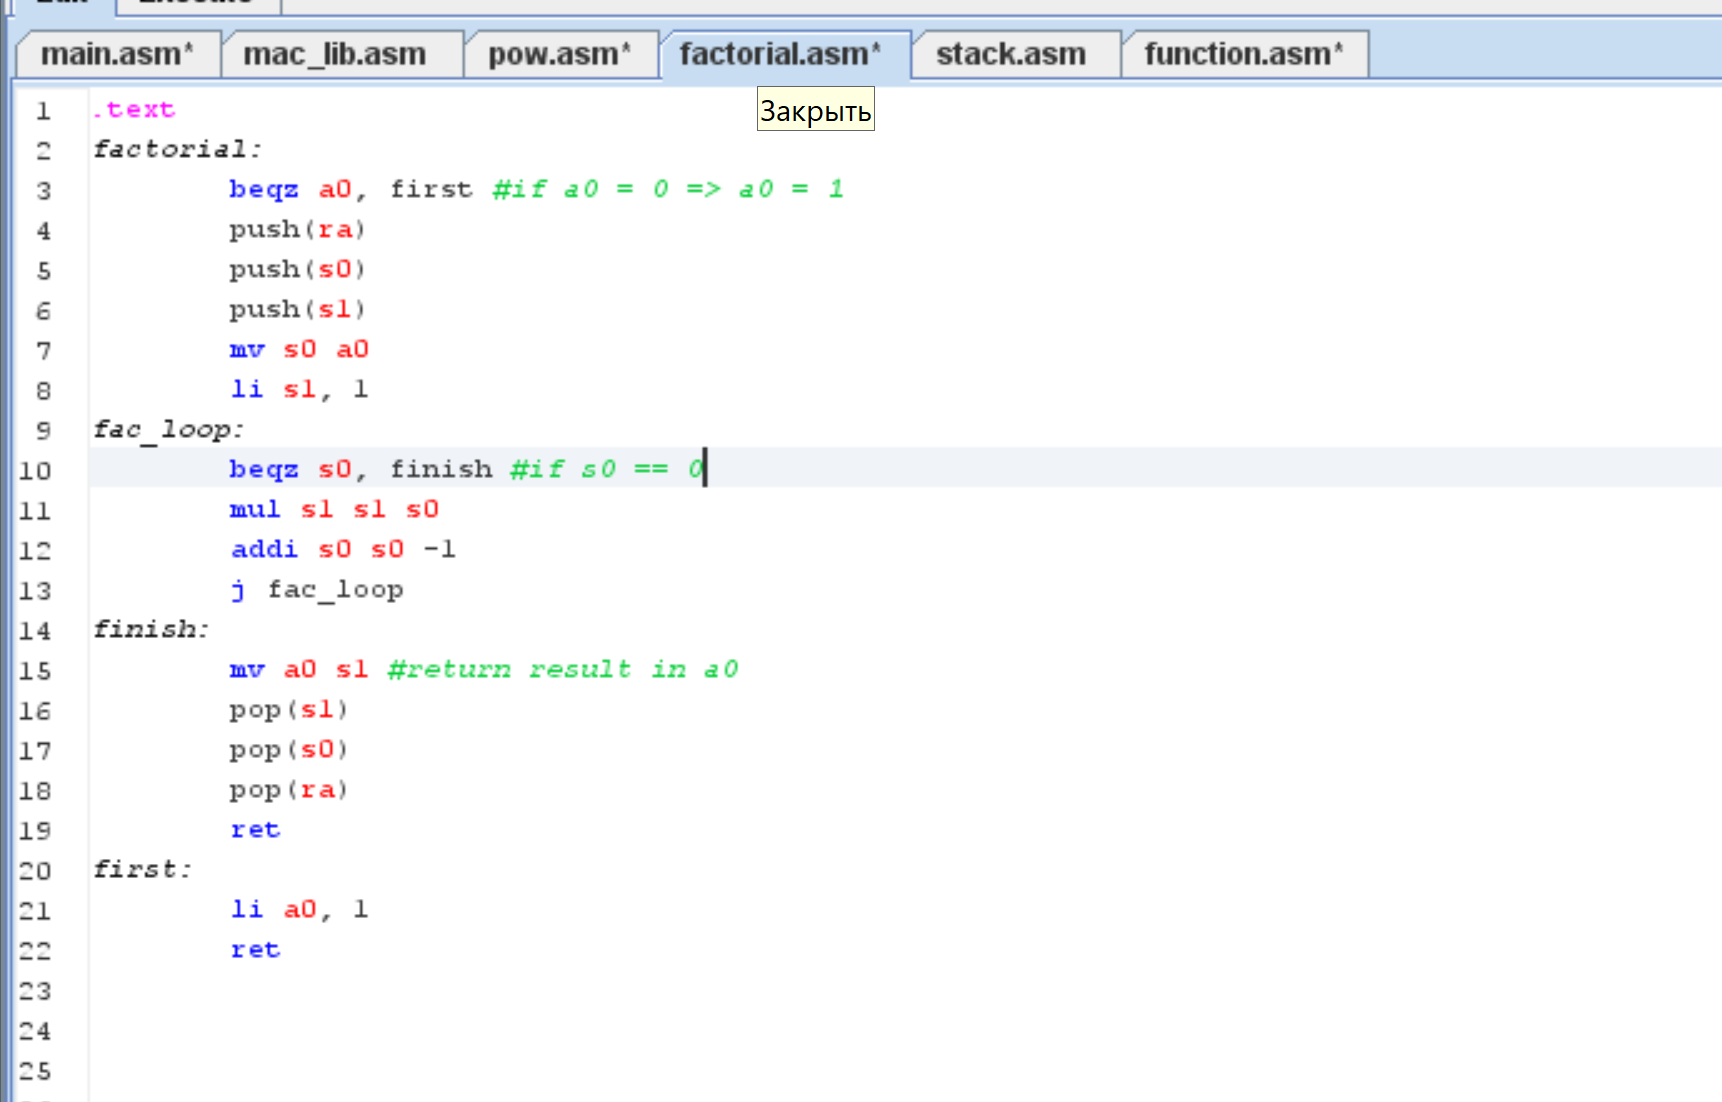 main.asm* mac_lib.asm pow.asm* factorial.asm* stack.asm function.asm*
Закрыть
1 .text
2 factorial:
3 beqz a0, first #if a0 = 0 => a0 = 1
4 push(ra)
5 push(s0)
6 push(s1)
7 mv s0 a0
8 li s1, 1
9 fac_loop:
10 beqz s0, finish #if s0 == 0
11 mul s1 s1 s0
12 addi s0 s0 -1
13 j fac_loop
14 finish:
15 mv a0 s1 #return result in a0
16 pop(s1)
17 pop(s0)
18 pop(ra)
19 ret
20 first:
21 li a0, 1
22 ret
23
24
25